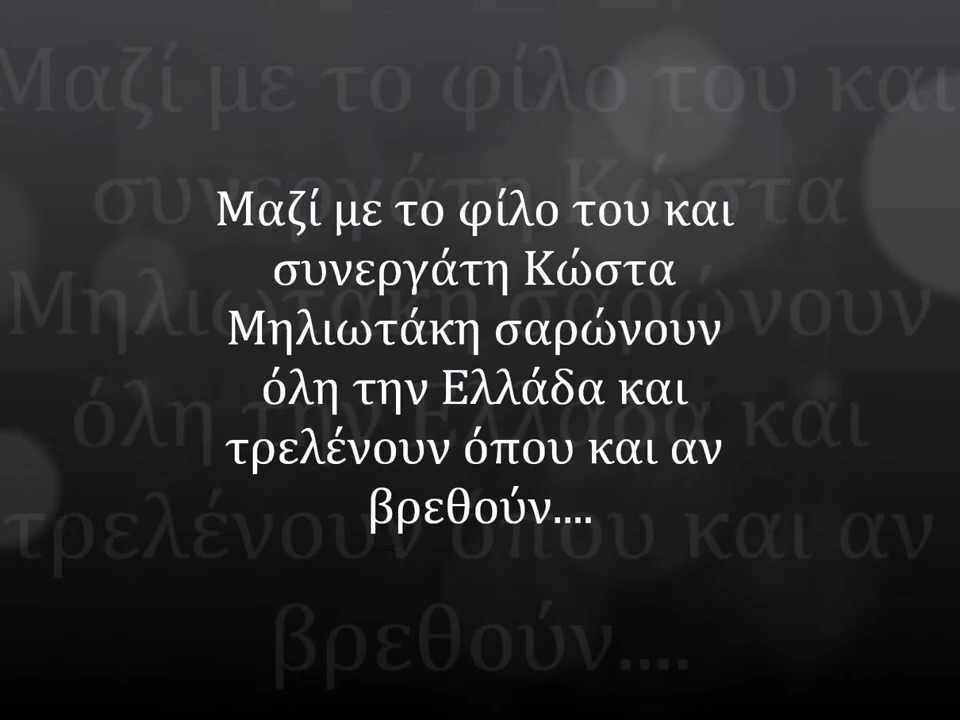 Μαζί με το φίλο του και
συνεργάτη Κώστα
Μηλιωτάκη σαρώνουν
όλη την Ελλάδα και
τρελένουν όπου και αν
βρεθούν....